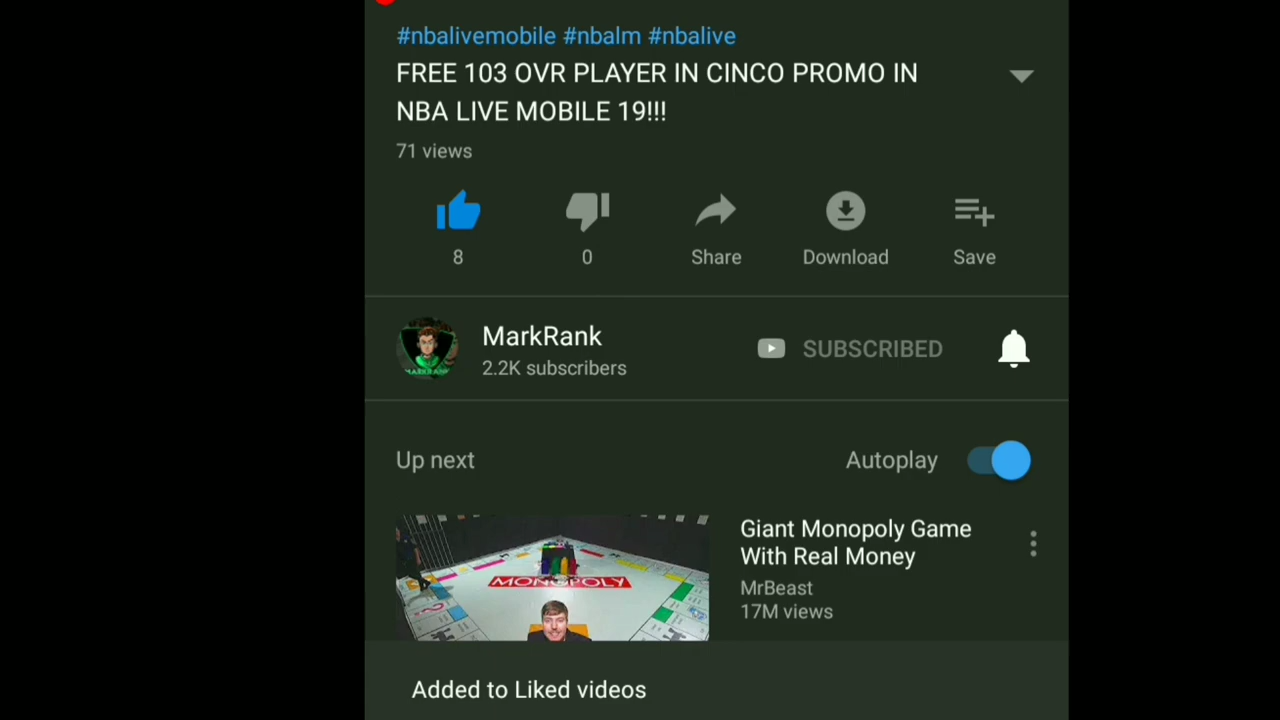 #nbalivemobile #nbalm #nbalive
FREE 103 OVR PLAYER IN CINCO PROMO IN
NBA LIVE MOBILE 19!!!
71 views
8
0
Share
Download
Save
MarkRank
2.2K subscribers
SUBSCRIBED
MARKRANK
Up next
Autoplay
MONOPOLY
Giant Monopoly Game
With Real Money
MrBeast
17M views
Added to Liked videos